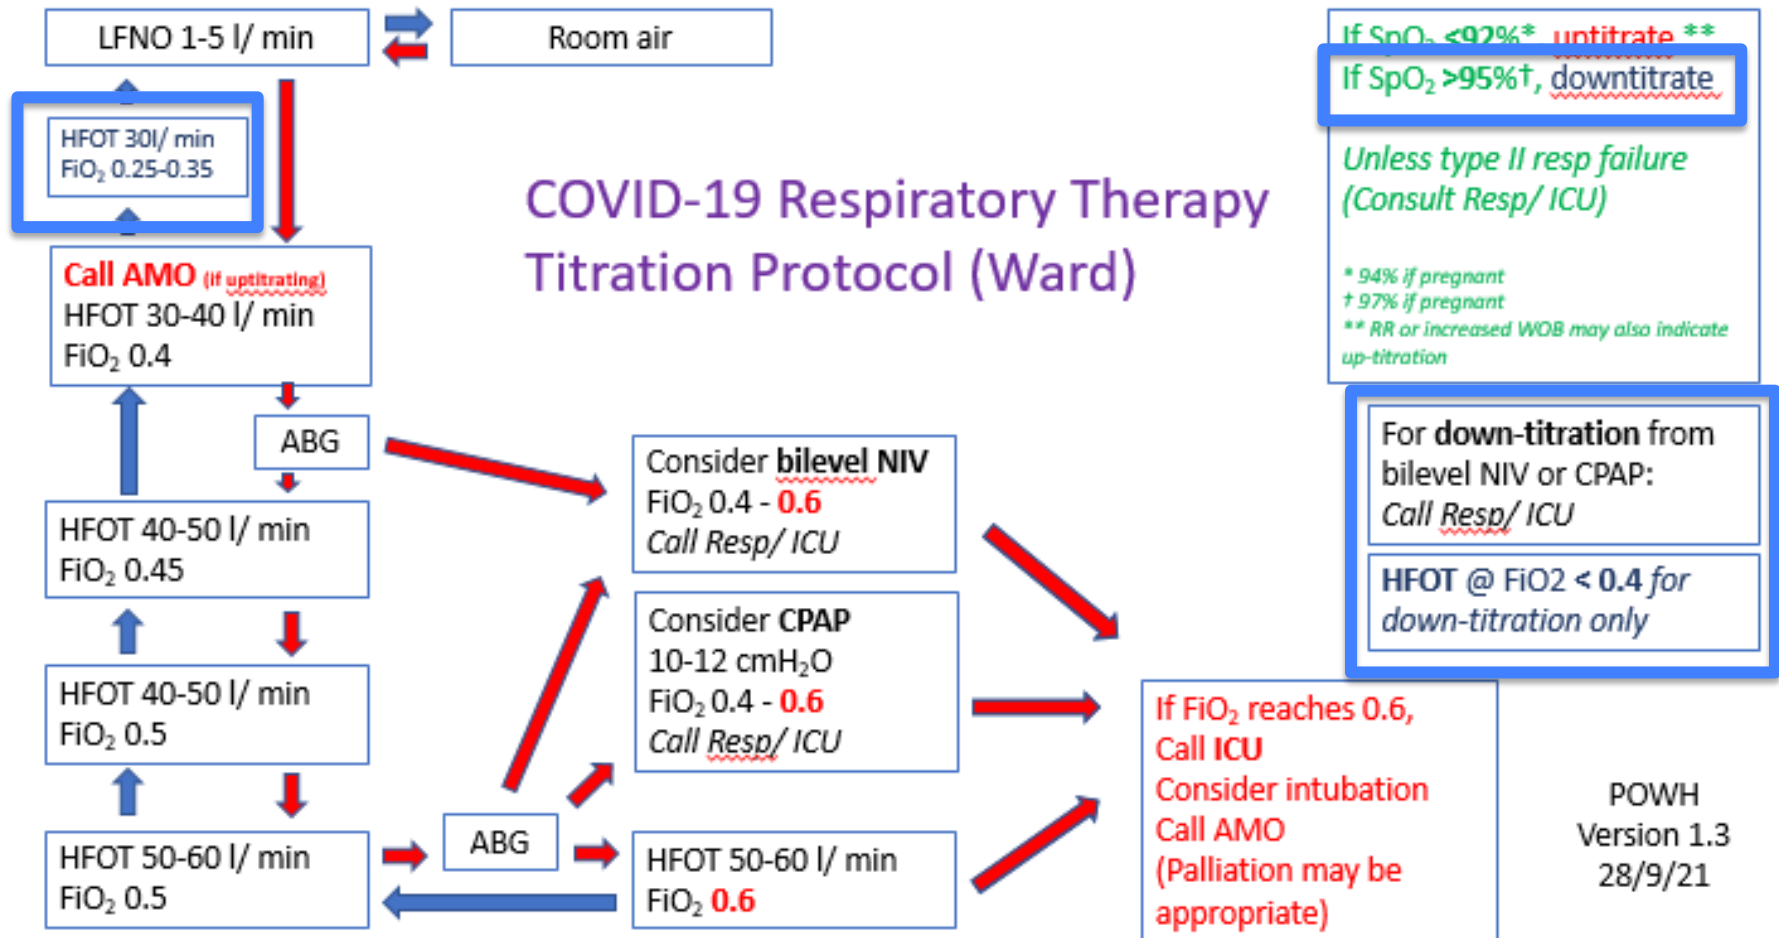 LFNO 1-5 l/ min
Room air
HFOT 30l/ min
FiO₂ 0.25-0.35
Call AMO (if uptitrating)
HFOT 30-40 l/ min
FiO₂ 0.4
ABG
HFOT 40-50 l/ min
FiO₂ 0.45
HFOT 40-50 l/ min
FiO₂ 0.5
HFOT 50-60 l/ min
FiO₂ 0.5
COVID-19 Respiratory Therapy
Titration Protocol (Ward)
Consider bilevel NIV
FiO₂ 0.4 - 0.6
Call Resp/ ICU
Consider CPAP
10-12 cmH₂O
FiO₂ 0.4 - 0.6
Call Resp/ ICU
ABG
HFOT 50-60 l/ min
FiO₂ 0.6
If SpO₂ <92%* uptitrate **
If SpO₂ >95%†, downtitrate
Unless type II resp failure
(Consult Resp/ ICU)
* 94% if pregnant
† 97% if pregnant
** RR or increased WOB may also indicate
up-titration
For down-titration from
bilevel NIV or CPAP:
Call Resp/ ICU
HFOT @ FiO2 < 0.4 for
down-titration only
If FiO₂ reaches 0.6,
Call ICU
Consider intubation
Call AMO
(Palliation may be
appropriate)
POWH
Version 1.3
28/9/21